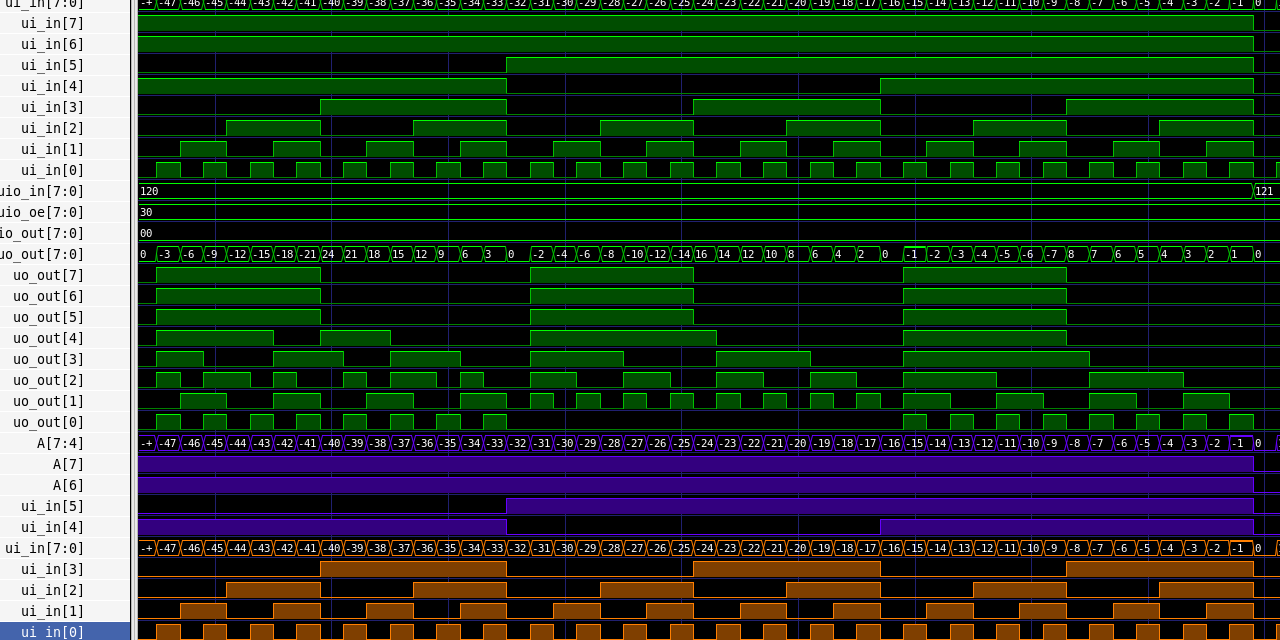 ui_in[7:0] -+ -47 -46 -45 -44 -43 -42 -41 -40 -39 -38 -37 -36 -35 -34 -33 -32 -31 -30 -29 -28 -27 -26 -25 -24 -23 -22 -21 -20 -19 -18 -17 -16 -15 -14 -13 -12 -11 -10 -9 -8 -7 -6 -5 -4 -3 -2 -1 0
ui_in[7]
ui_in[6]
ui_in[5]
ui_in[4]
ui_in[3]
ui_in[2]
ui_in[1]
ui_in[0]
uio_in[7:0] 120 121
uio_oe[7:0] 30
io_out[7:0] 00
uo_out[7:0] 0 -3 -6 -9 -12 -15 -18 -21 24 21 18 15 12 9 6 3 0 -2 -4 -6 -8 -10 -12 -14 16 14 12 10 8 6 4 2 0 -1 -2 -3 -4 -5 -6 -7 8 7 6 5 4 3 2 1 0
uo_out[7]
uo_out[6]
uo_out[5]
uo_out[4]
uo_out[3]
uo_out[2]
uo_out[1]
uo_out[0]
A[7:4] -+ -47 -46 -45 -44 -43 -42 -41 -40 -39 -38 -37 -36 -35 -34 -33 -32 -31 -30 -29 -28 -27 -26 -25 -24 -23 -22 -21 -20 -19 -18 -17 -16 -15 -14 -13 -12 -11 -10 -9 -8 -7 -6 -5 -4 -3 -2 -1 0
A[7]
A[6]
ui_in[5]
ui_in[4]
ui_in[7:0] -+ -47 -46 -45 -44 -43 -42 -41 -40 -39 -38 -37 -36 -35 -34 -33 -32 -31 -30 -29 -28 -27 -26 -25 -24 -23 -22 -21 -20 -19 -18 -17 -16 -15 -14 -13 -12 -11 -10 -9 -8 -7 -6 -5 -4 -3 -2 -1 0
ui_in[3]
ui_in[2]
ui_in[1]
ui_in[0]